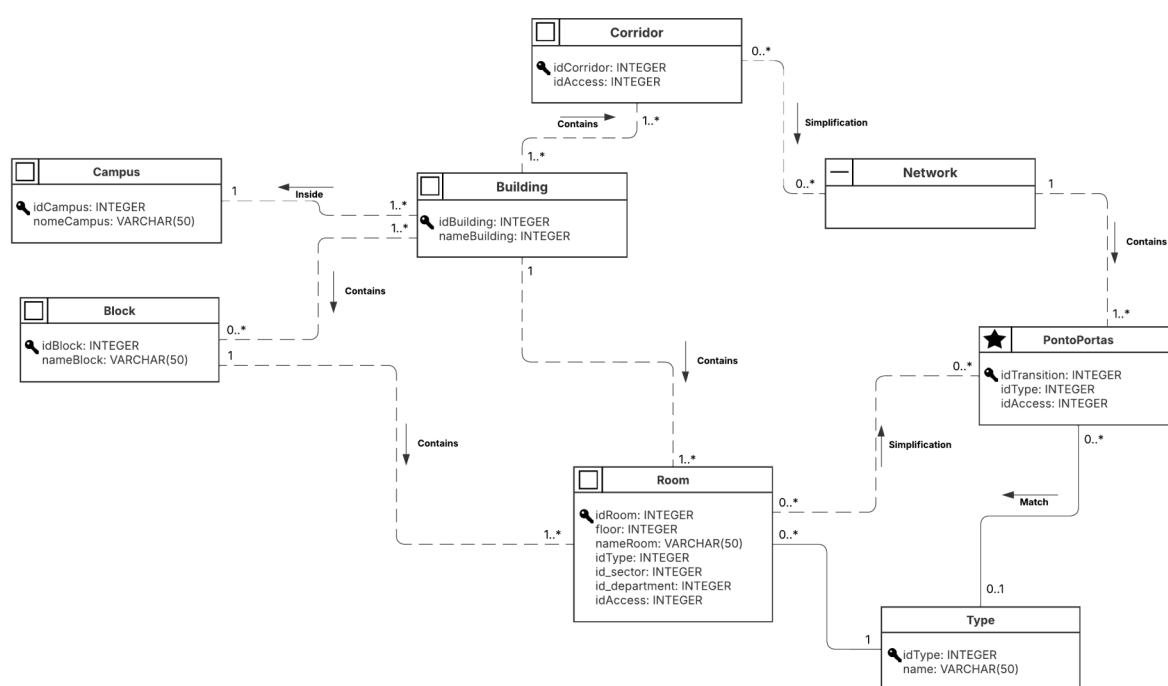 Corridor
idCorridor: INTEGER
idAccess: INTEGER
0..*
Simplification
0..*
Contains
1..*
1..*
Campus
idCampus: INTEGER
nomeCampus: VARCHAR(50)
1
Inside
1..*
1..*
Building
idBuilding: INTEGER
nameBuilding: INTEGER
1
Network
1
Contains
1..*
Contains
Block
idBlock: INTEGER
nameBlock: VARCHAR(50)
0..*
1
Contains
PontoPortas
idTransition: INTEGER
idType: INTEGER
idAccess: INTEGER
0..*
0..*
Contains
Simplification
1..*
1..*
Room
idRoom: INTEGER
floor: INTEGER
nameRoom: VARCHAR(50)
idType: INTEGER
id_sector: INTEGER
id_department: INTEGER
idAccess: INTEGER
0..*
0..*
Match
0..1
1
Type
idType: INTEGER
name: VARCHAR(50)